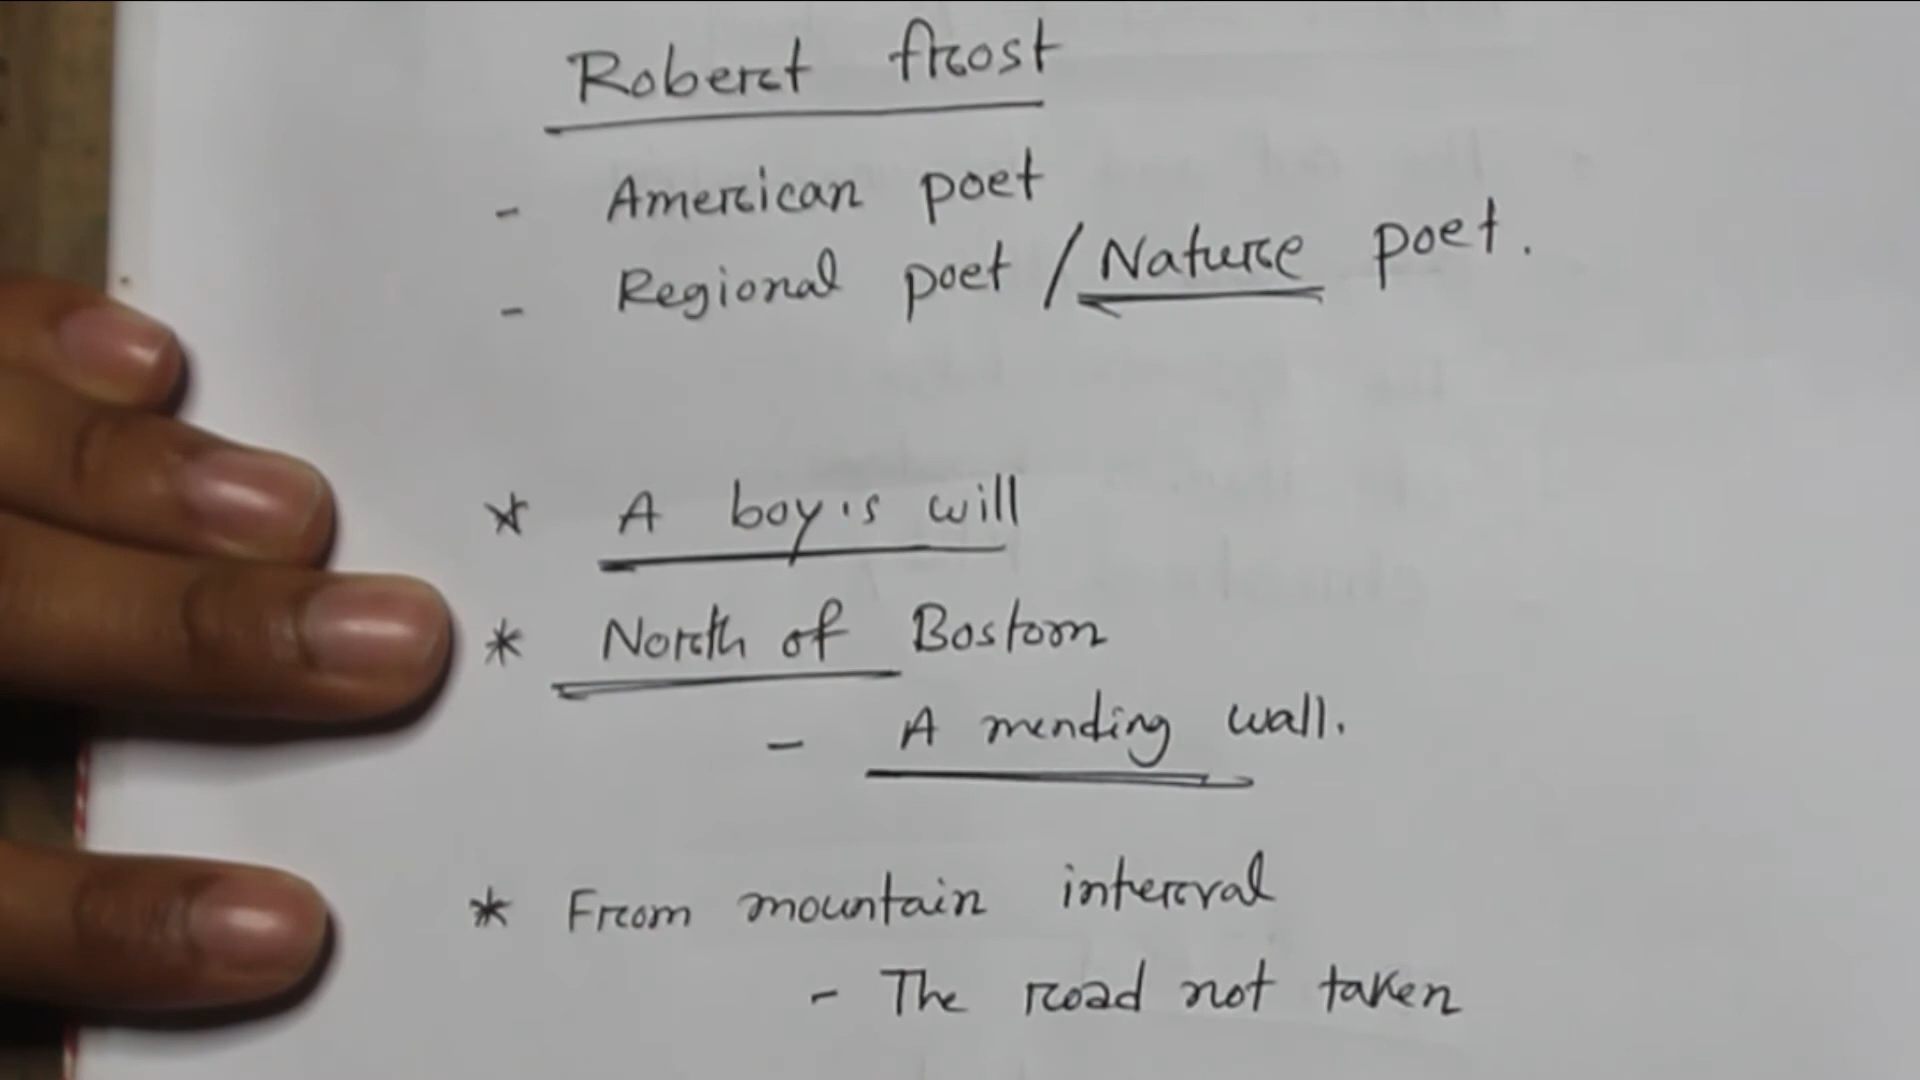 Robert frost
- American poet
- Regional poet / Nature poet.
* A boy's will
* North of Boston
- A mending wall.
* From mountain interval
- The road not taken